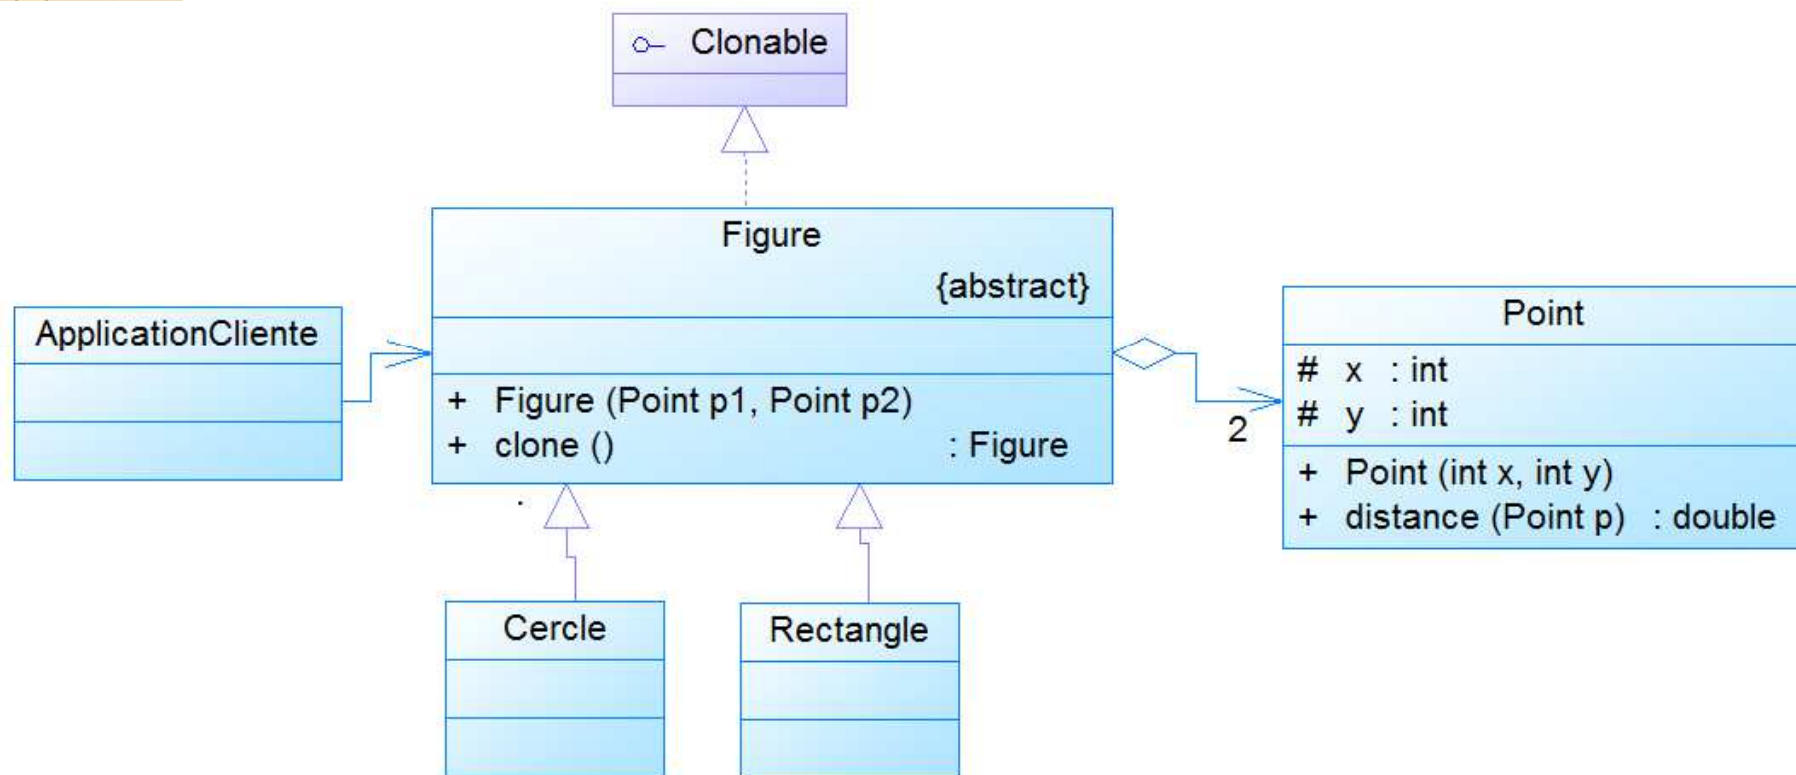 Clonable
Figure
{abstract}
+ Figure (Point p1, Point p2)
+ clone () : Figure
ApplicationCliente
Point
# x : int
# y : int
+ Point (int x, int y)
+ distance (Point p) : double
2
Cercle
Rectangle